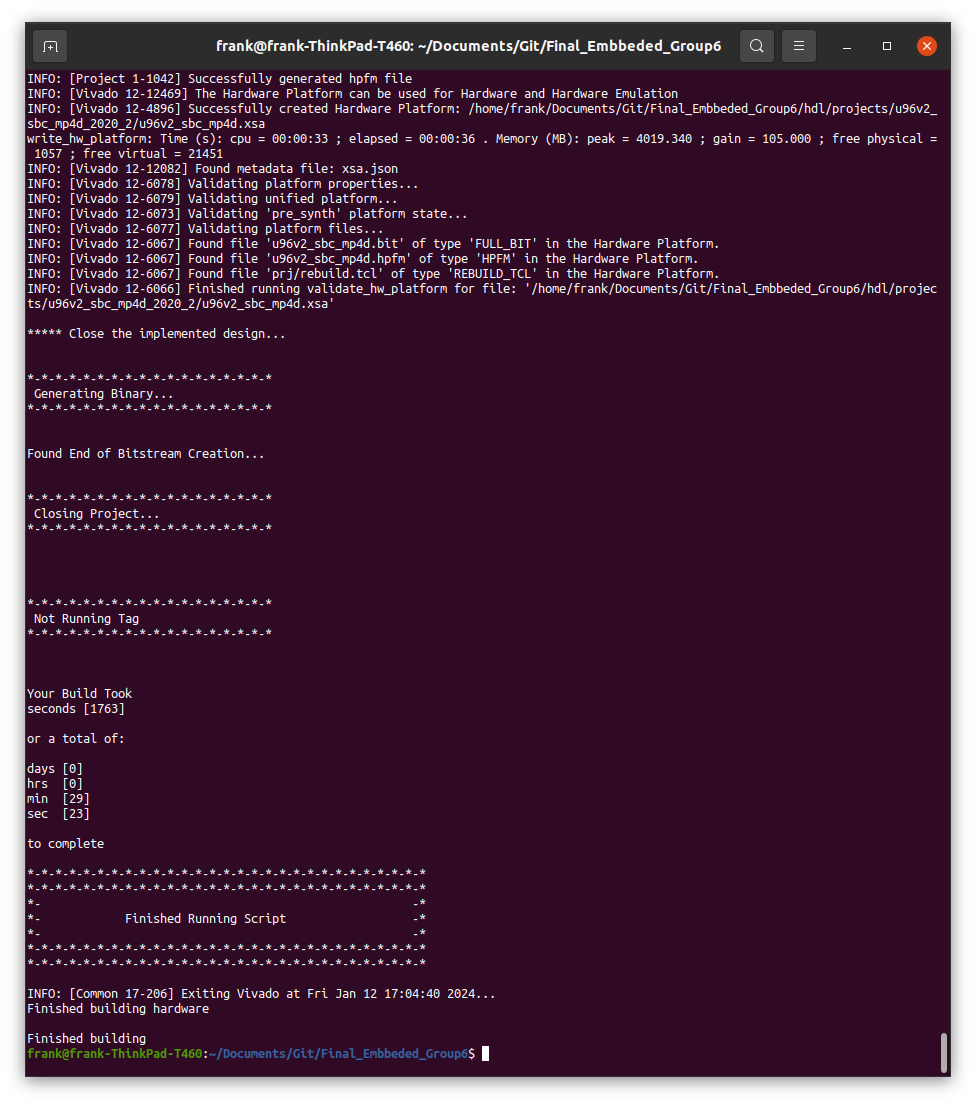 frank@frank-ThinkPad-T460: ~/Documents/Git/Final_Embbeded_Group6
INFO: [Project 1-1042] Successfully generated hpfm file
INFO: [Vivado 12-12469] The Hardware Platform can be used for Hardware and Hardware Emulation
INFO: [Vivado 12-4896] Successfully created Hardware Platform: /home/frank/Documents/Git/Final_Embbeded_Group6/hdl/projects/u96v2_
sbc_mp4d_2020_2/u96v2_sbc_mp4d.xsa
write_hw_platform: Time (s): cpu = 00:00:33 ; elapsed = 00:00:36 . Memory (MB): peak = 4019.340 ; gain = 105.000 ; free physical =
 1057 ; free virtual = 21451
INFO: [Vivado 12-12082] Found metadata file: xsa.json
INFO: [Vivado 12-6078] Validating platform properties...
INFO: [Vivado 12-6079] Validating unified platform...
INFO: [Vivado 12-6073] Validating 'pre_synth' platform state...
INFO: [Vivado 12-6077] Validating platform files...
INFO: [Vivado 12-6067] Found file 'u96v2_sbc_mp4d.bit' of type 'FULL_BIT' in the Hardware Platform.
INFO: [Vivado 12-6067] Found file 'u96v2_sbc_mp4d.hpfm' of type 'HPFM' in the Hardware Platform.
INFO: [Vivado 12-6067] Found file 'prj/rebuild.tcl' of type 'REBUILD_TCL' in the Hardware Platform.
INFO: [Vivado 12-6066] Finished running validate_hw_platform for file: '/home/frank/Documents/Git/Final_Embbeded_Group6/hdl/projec
ts/u96v2_sbc_mp4d_2020_2/u96v2_sbc_mp4d.xsa'
***** Close the implemented design...
*-*-*-*-*-*-*-*-*-*-*-*-*-*-*-*-*-*
 Generating Binary...
*-*-*-*-*-*-*-*-*-*-*-*-*-*-*-*-*-*
Found End of Bitstream Creation...
*-*-*-*-*-*-*-*-*-*-*-*-*-*-*-*-*-*
 Closing Project...
*-*-*-*-*-*-*-*-*-*-*-*-*-*-*-*-*-*
*-*-*-*-*-*-*-*-*-*-*-*-*-*-*-*-*-*
 Not Running Tag
*-*-*-*-*-*-*-*-*-*-*-*-*-*-*-*-*-*
Your Build Took
seconds [1763]
or a total of:
days [0]
hrs  [0]
min  [29]
sec  [23]
to complete
*-*-*-*-*-*-*-*-*-*-*-*-*-*-*-*-*-*-*-*-*-*-*-*-*-*-*-*-*
*-*-*-*-*-*-*-*-*-*-*-*-*-*-*-*-*-*-*-*-*-*-*-*-*-*-*-*-*
*-                                                     -*
*-            Finished Running Script                  -*
*-                                                     -*
*-*-*-*-*-*-*-*-*-*-*-*-*-*-*-*-*-*-*-*-*-*-*-*-*-*-*-*-*
*-*-*-*-*-*-*-*-*-*-*-*-*-*-*-*-*-*-*-*-*-*-*-*-*-*-*-*-*
INFO: [Common 17-206] Exiting Vivado at Fri Jan 12 17:04:40 2024...
Finished building hardware
Finished building
frank@frank-ThinkPad-T460:~/Documents/Git/Final_Embbeded_Group6$